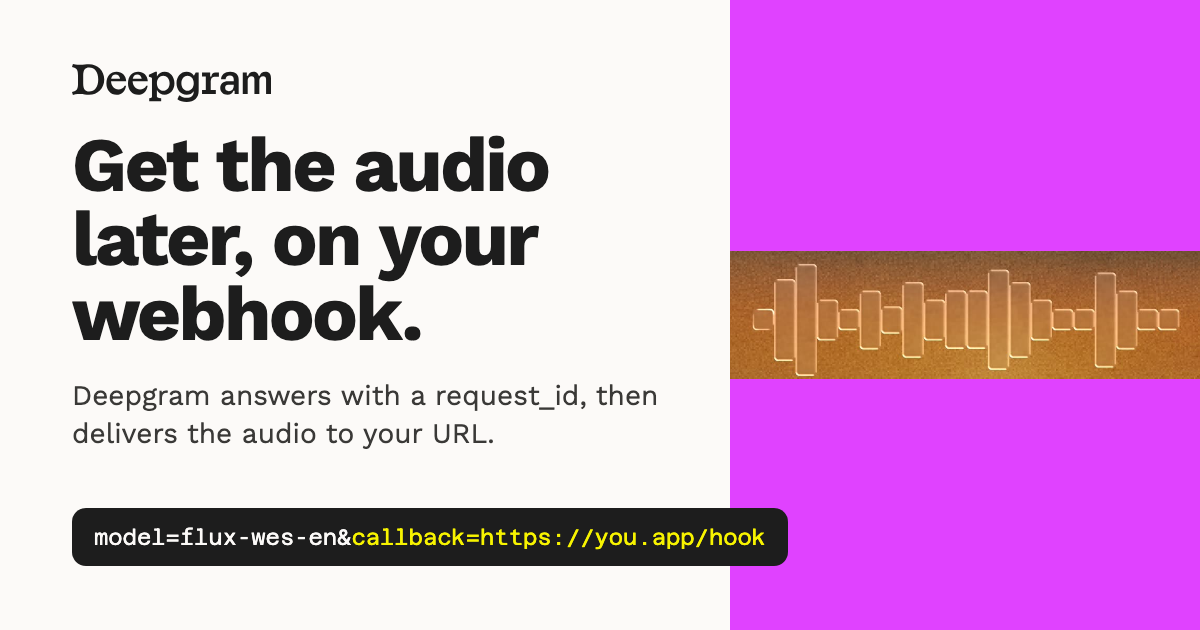 Deepgram
Get the audio
later, on your
webhook.
Deepgram answers with a request_id, then
delivers the audio to your URL.
model=flux-wes-en&callback=https://you.app/hook